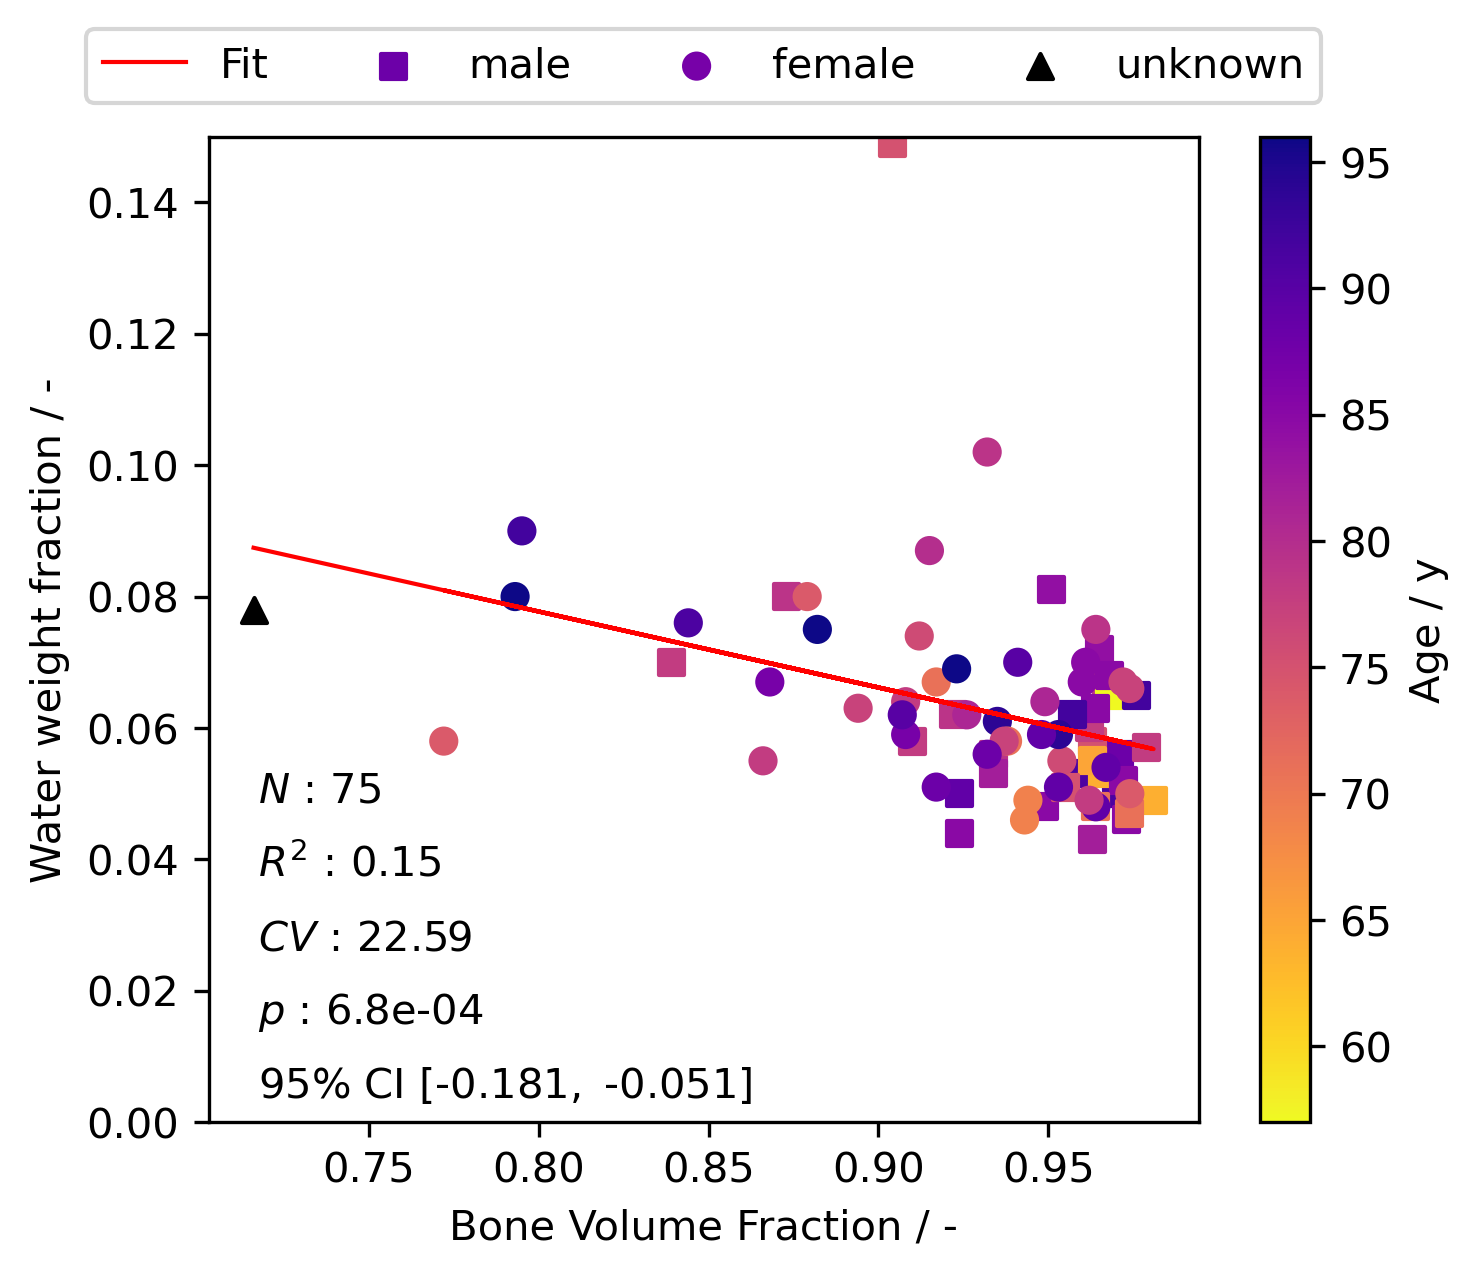 Fit male female unknown
0.14
0.12
0.10
0.08
0.06
0.04
0.02
0.00
Water weight fraction / -
N : 75
R² : 0.15
CV : 22.59
p : 6.8e-04
95% CI [-0.181, -0.051]
0.75 0.80 0.85 0.90 0.95
Bone Volume Fraction / -
95
90
85
80
75
70
65
60
Age / y